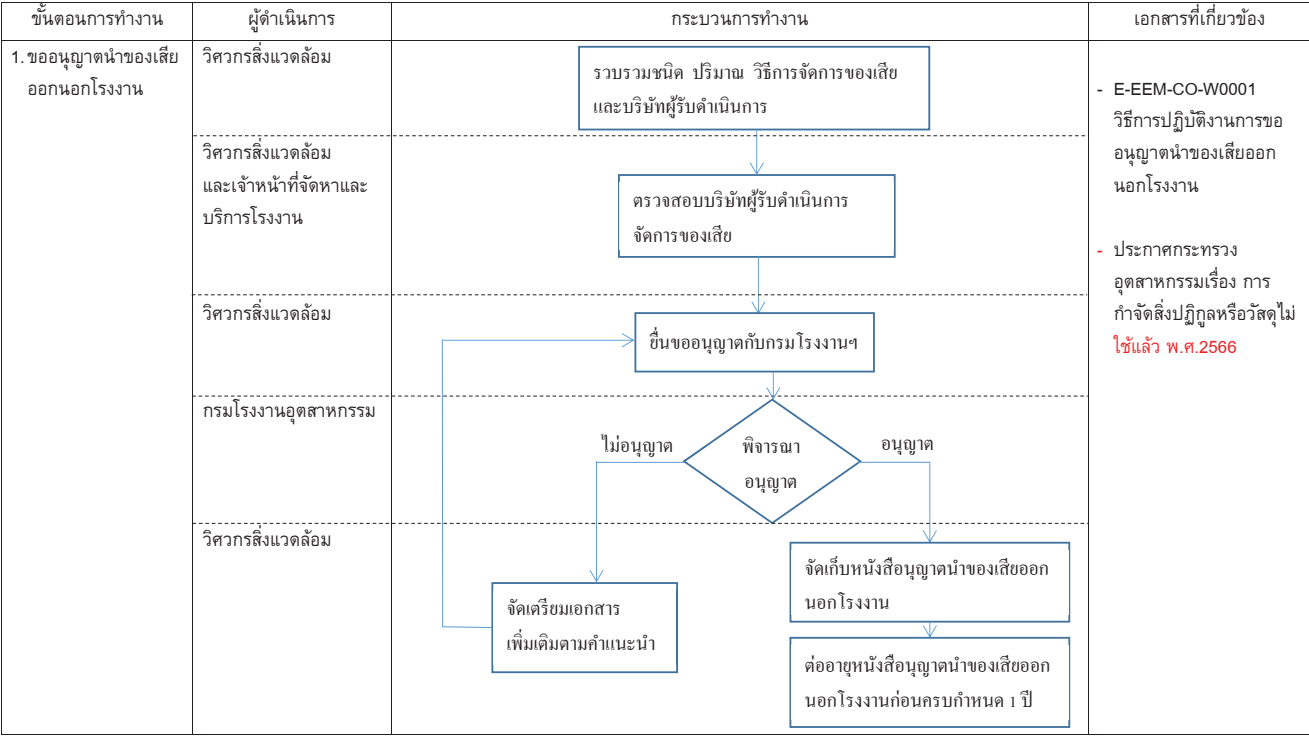 ขั้นตอนการทำงาน
ผู้ดำเนินการ
กระบวนการทำงาน
เอกสารที่เกี่ยวข้อง
1. ขออนุญาตนำของเสีย
ออกนอกโรงงาน
วิศวกรสิ่งแวดล้อม
รวบรวมชนิด ปริมาณ วิธีการจัดการของเสีย
และบริษัทผู้รับดำเนินการ
วิศวกรสิ่งแวดล้อม
และเจ้าหน้าที่จัดหาและ
บริการโรงงาน
ตรวจสอบบริษัทผู้รับดำเนินการ
จัดการของเสีย
วิศวกรสิ่งแวดล้อม
ยื่นขออนุญาตกับกรมโรงงานฯ
กรมโรงงานอุตสาหกรรม
ไม่อนุญาต
พิจารณา
อนุญาต
อนุญาต
วิศวกรสิ่งแวดล้อม
จัดเตรียมเอกสาร
เพิ่มเติมตามคำแนะนำ
จัดเก็บหนังสืออนุญาตนำของเสียออก
นอกโรงงาน
ต่ออายุหนังสืออนุญาตนำของเสียออก
นอกโรงงานก่อนครบกำหนด 1 ปี
- E-EEM-CO-W0001
วิธีการปฏิบัติงานการขอ
อนุญาตนำของเสียออก
นอกโรงงาน
- ประกาศกระทรวง
อุตสาหกรรมเรื่อง การ
กำจัดสิ่งปฏิกูลหรือวัสดุไม่
ใช้แล้ว พ.ศ.2566